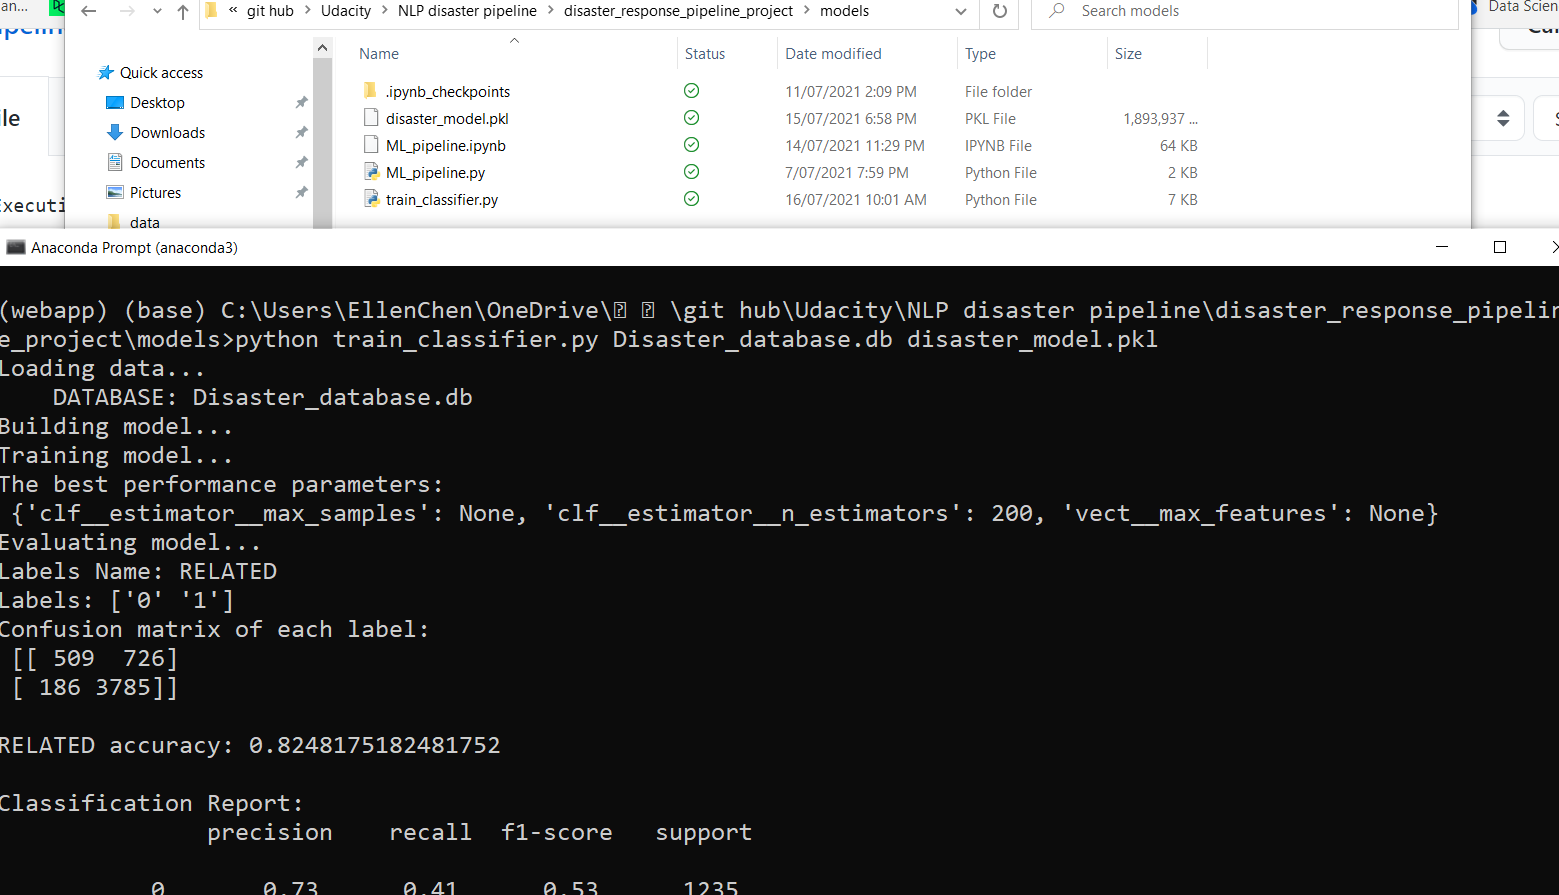 an...
« git hub > Udacity > NLP disaster pipeline > disaster_response_pipeline_project > models
Search models
Data Scien
Name Status Date modified Type Size
Quick access
Desktop
Downloads
Documents
Pictures
data
ile
Executi
.ipynb_checkpoints 11/07/2021 2:09 PM File folder
disaster_model.pkl 15/07/2021 6:58 PM PKL File 1,893,937 ...
ML_pipeline.ipynb 14/07/2021 11:29 PM IPYNB File 64 KB
ML_pipeline.py 7/07/2021 7:59 PM Python File 2 KB
train_classifier.py 16/07/2021 10:01 AM Python File 7 KB
Anaconda Prompt (anaconda3)
(webapp) (base) C:\Users\EllenChen\OneDrive\ \git hub\Udacity\NLP disaster pipeline\disaster_response_pipelin
e_project\models>python train_classifier.py Disaster_database.db disaster_model.pkl
Loading data...
DATABASE: Disaster_database.db
Building model...
Training model...
The best performance parameters:
{'clf__estimator__max_samples': None, 'clf__estimator__n_estimators': 200, 'vect__max_features': None}
Evaluating model...
Labels Name: RELATED
Labels: ['0' '1']
Confusion matrix of each label:
[[ 509 726]
[ 186 3785]]
RELATED accuracy: 0.8248175182481752
Classification Report:
precision recall f1-score support
0 0.73 0.41 0.53 1235